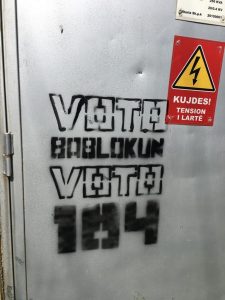 VOTO
BABLOKUN
VOTO
184
KUJDES!
TENSION
I LARTË